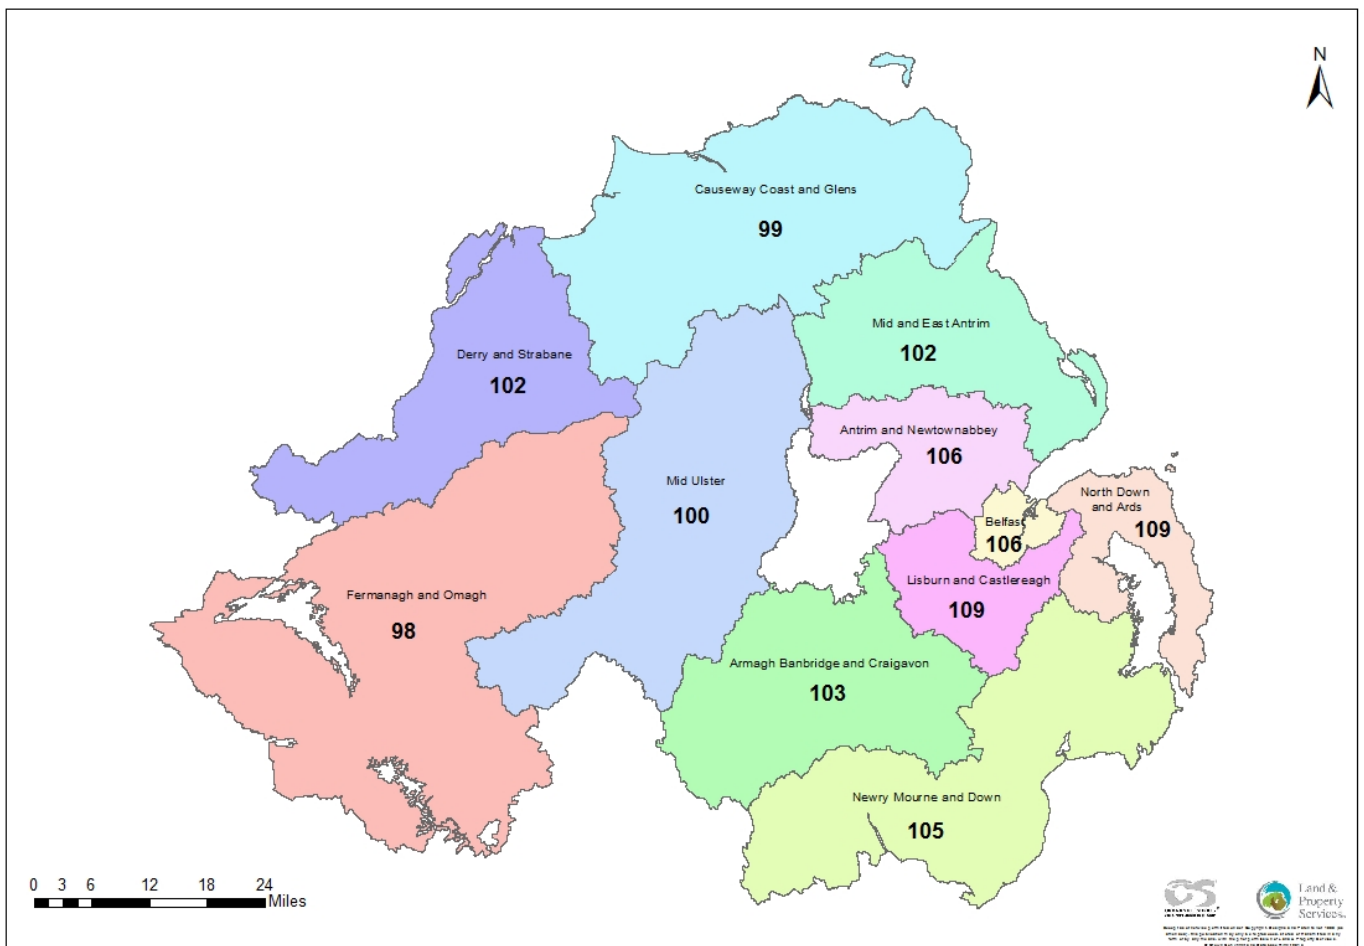 N
Causeway Coast and Glens
99
Mid and East Antrim
102
Derry and Strabane
102
Antrim and Newtownabbey
106
Mid Ulster
100
North Down
and Ards
109
Belfas
106
Lisburn and Castlereagh
109
Fermanagh and Omagh
98
Armagh Banbridge and Craigavon
103
Newry Mourne and Down
105
0 3 6 12 18 24
Miles
Land &
Property
Services.